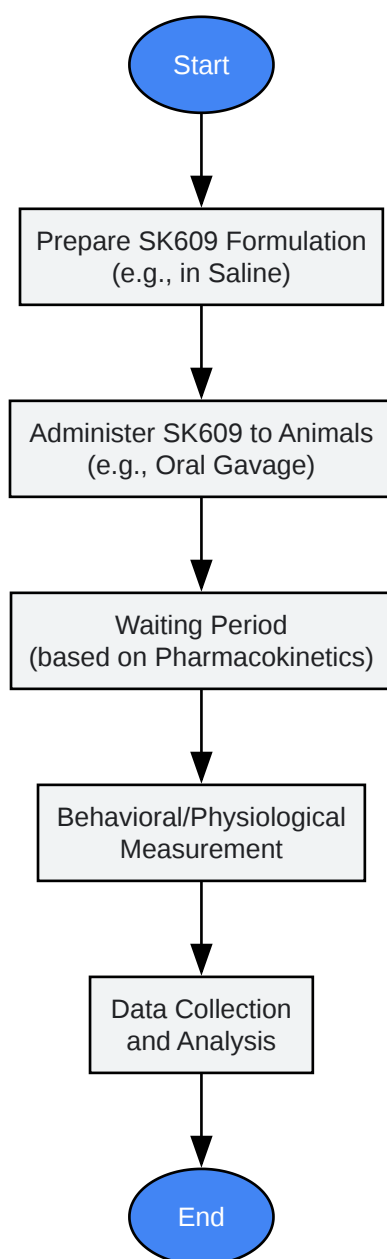 Start
Prepare SK609 Formulation
(e.g., in Saline)
Administer SK609 to Animals
(e.g., Oral Gavage)
Waiting Period
(based on Pharmacokinetics)
Behavioral/Physiological
Measurement
Data Collection
and Analysis
End